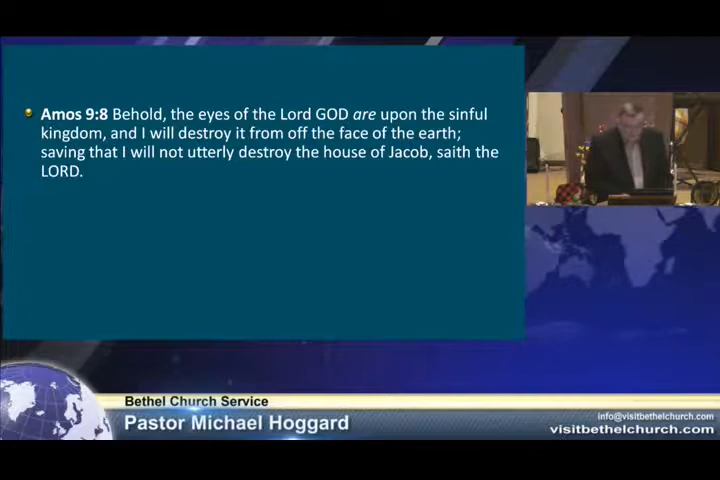 Amos 9:8 Behold, the eyes of the Lord GOD are upon the sinful
kingdom, and I will destroy it from off the face of the earth;
saving that I will not utterly destroy the house of Jacob, saith the
LORD.
Bethel Church Service
Pastor Michael Hoggard
info@visitbethelchurch.com
visitbethelchurch.com